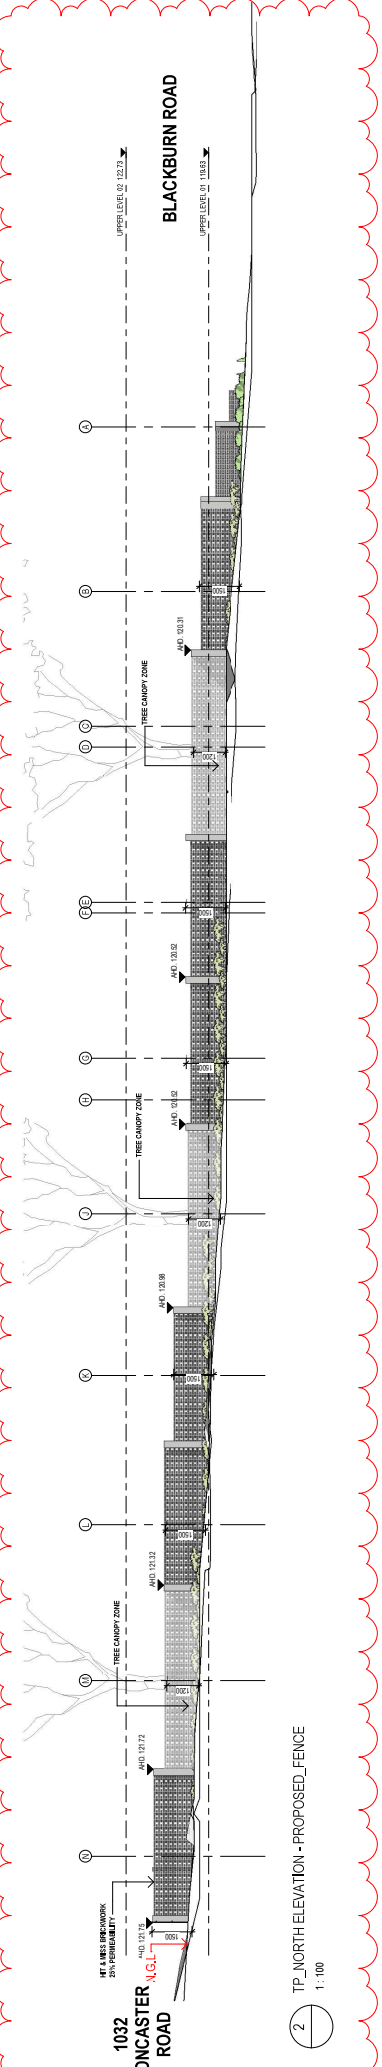 BLACKBURN ROAD
UPPER LEVEL 02 122.73
UPPER LEVEL 01 119.63
A
B
C
D
E
F
G
H
J
K
L
M
N
1500
AHD. 120.31
TREE CANOPY ZONE
1200
1500
AHD. 120.52
1500
AHD. 120.52
TREE CANOPY ZONE
1200
AHD. 120.98
1500
1500
AHD. 121.32
TREE CANOPY ZONE
1200
AHD. 121.72
HIT & MISS BRICKWORK
25% PERMEABILITY
AHD. 121.75
1500
N.G.L
1032
ONCASTER
ROAD
2
TP_NORTH ELEVATION - PROPOSED_FENCE
1 : 100